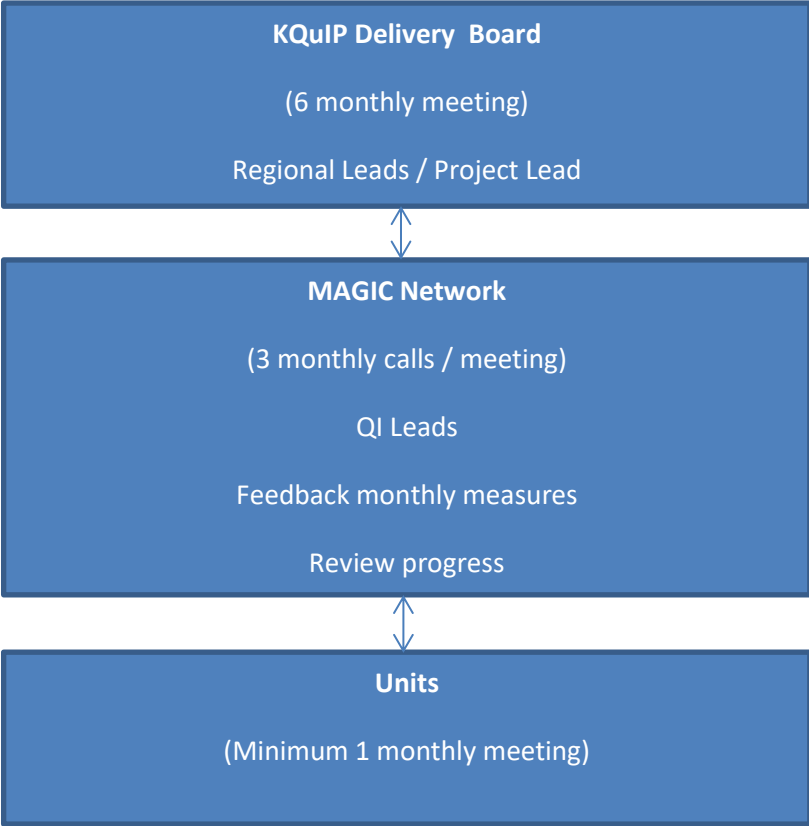 KQuIP Delivery  Board
(6 monthly meeting)
Regional Leads / Project Lead
MAGIC Network
(3 monthly calls / meeting)
QI Leads
Feedback monthly measures
Review progress
Units
(Minimum 1 monthly meeting)